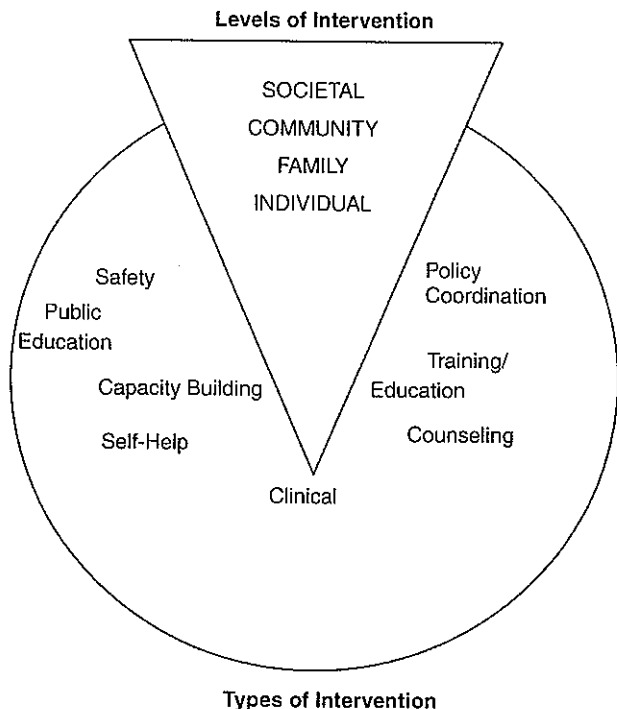 Levels of Intervention
SOCIETAL
COMMUNITY
FAMILY
INDIVIDUAL
Safety
Public
Education
Capacity Building
Self-Help
Policy
Coordination
Training/
Education
Counseling
Clinical
Types of Intervention